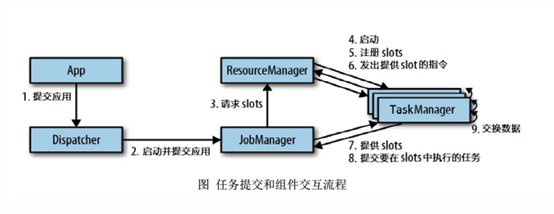 4. 启动
5. 注册 slots
6. 发出提供 slot 的指令
App
ResourceManager
1. 提交应用
3. 请求 slots
TaskManager
9. 交换数据
Dispatcher
JobManager
2. 启动并提交应用
7. 提供 slots
8. 提交要在 slots 中执行的任务
图 任务提交和组件交互流程